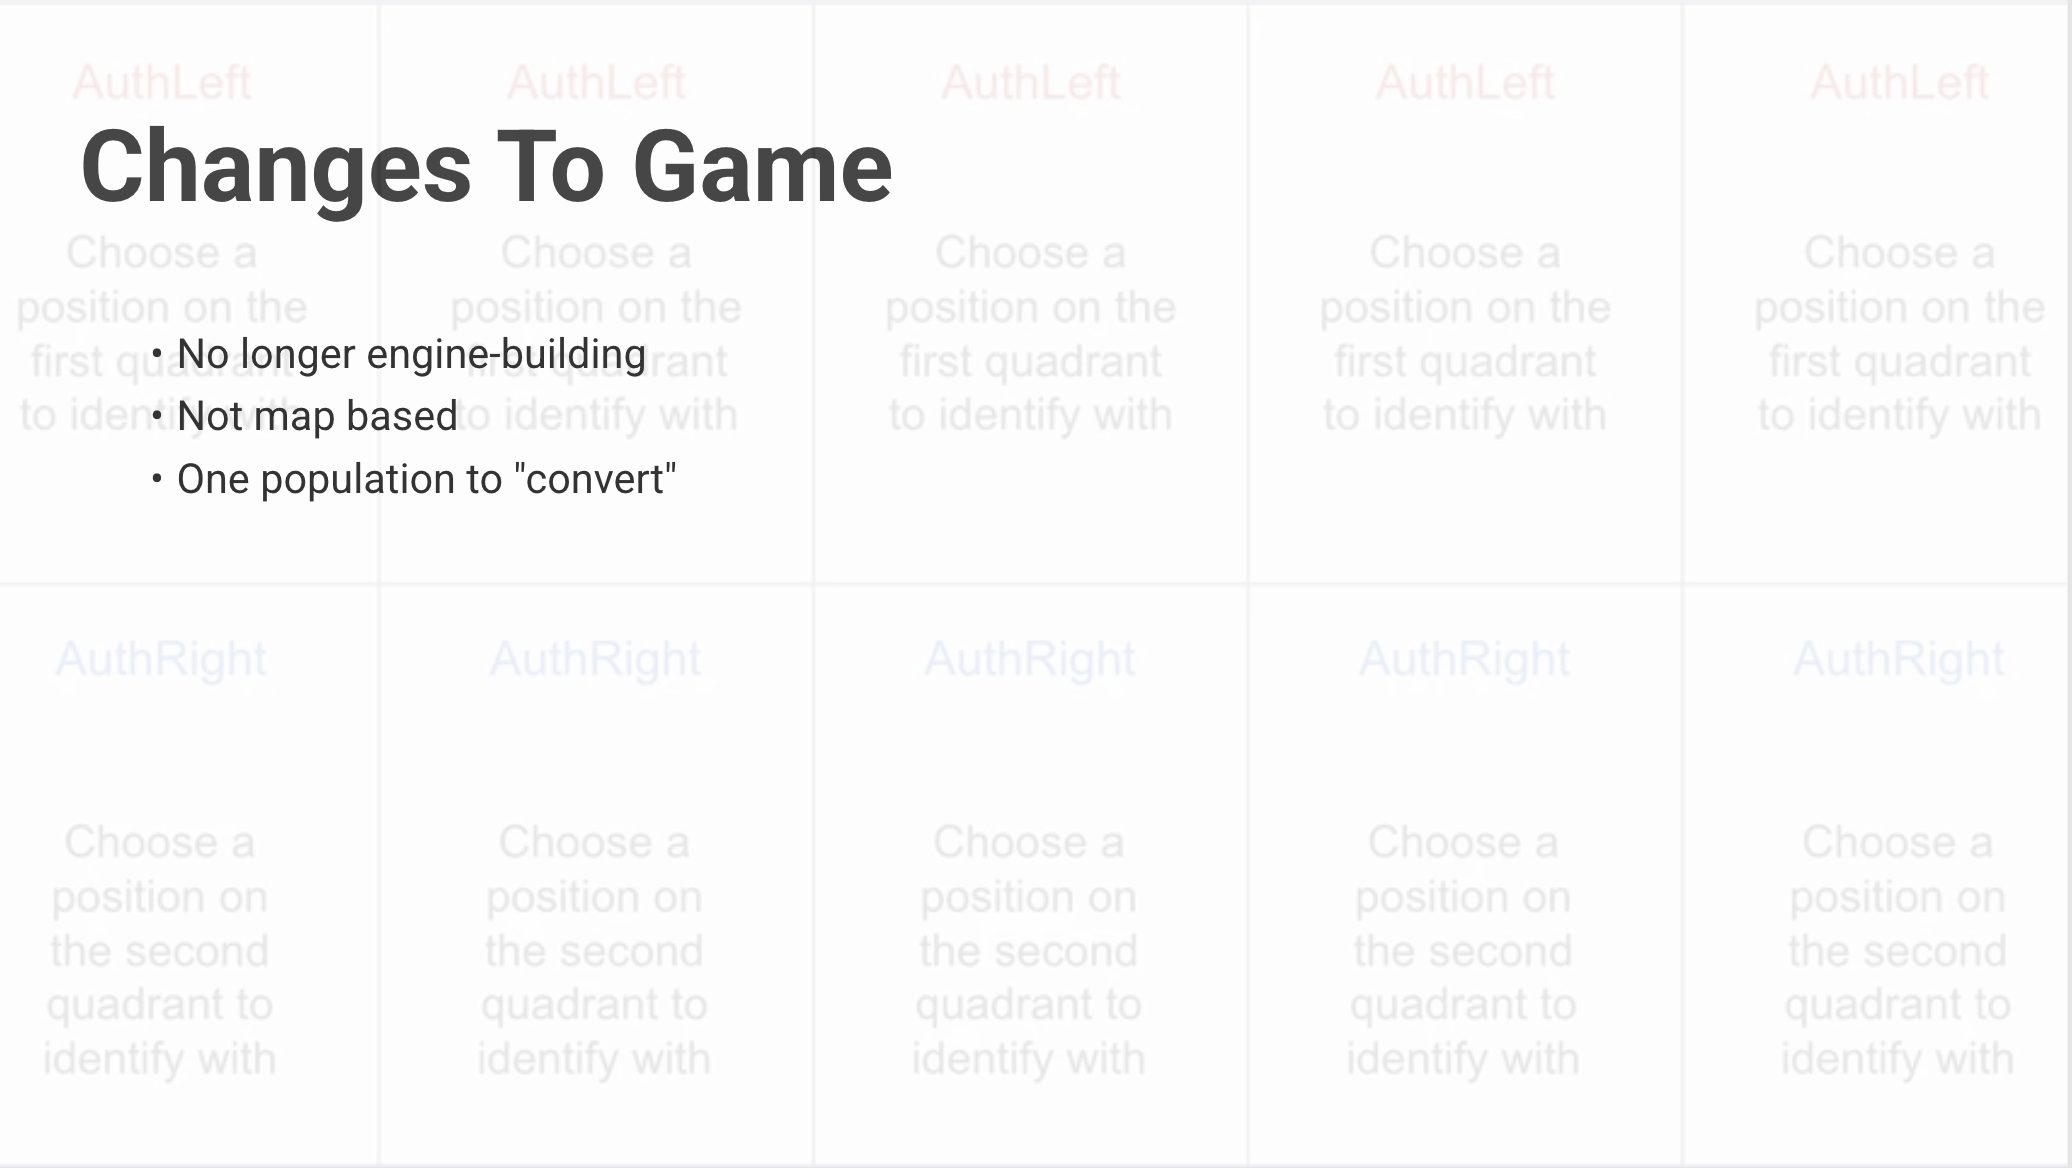 AuthLeft AuthLeft AuthLeft AuthLeft AuthLeft
Changes To Game
Choose a Choose a Choose a Choose a Choose a
position on the position on the position on the position on the position on the
first quadrant first quadrant first quadrant first quadrant first quadrant
to identify with to identify with to identify with to identify with to identify with
• No longer engine-building
• Not map based
• One population to "convert"
AuthRight AuthRight AuthRight AuthRight AuthRight
Choose a Choose a Choose a Choose a Choose a
position on position on position on position on position on
the second the second the second the second the second
quadrant to quadrant to quadrant to quadrant to quadrant to
identify with identify with identify with identify with identify with